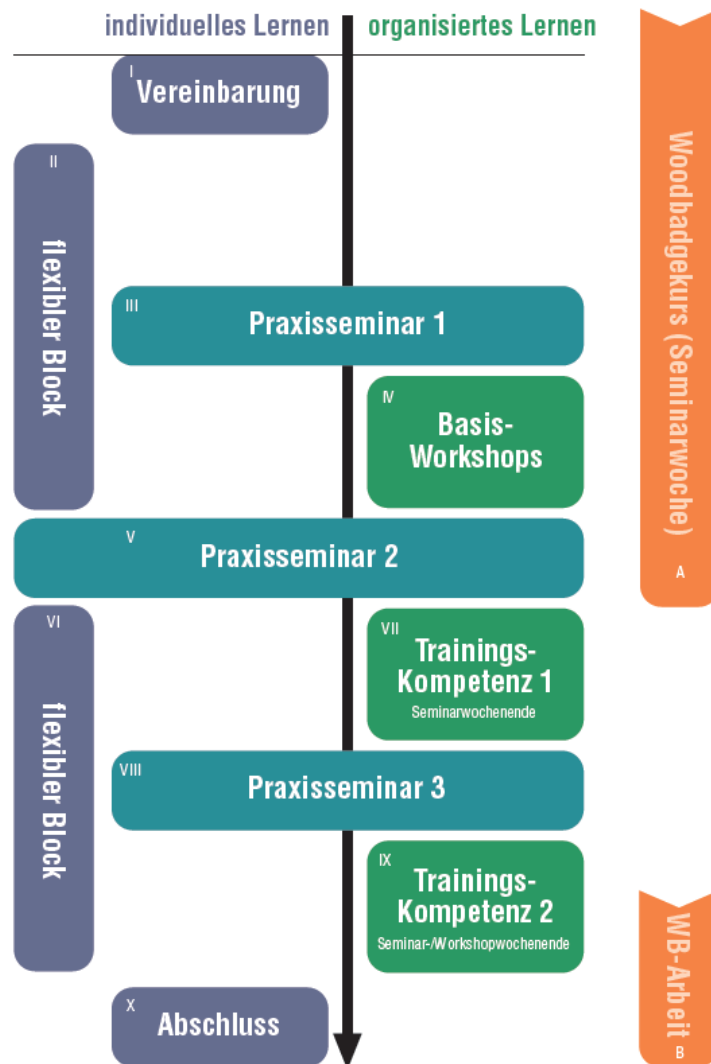 individuelles Lernen
organisiertes Lernen
I
Vereinbarung
II
flexibler Block
III
Praxisseminar 1
IV
Basis-
Workshops
V
Praxisseminar 2
VI
flexibler Block
VII
Trainings-
Kompetenz 1
Seminarwochenende
VIII
Praxisseminar 3
IX
Trainings-
Kompetenz 2
Seminar-/Workshopwochenende
X
Abschluss
Woodbadgekurs (Seminarwoche)
A
WB-Arbeit
B